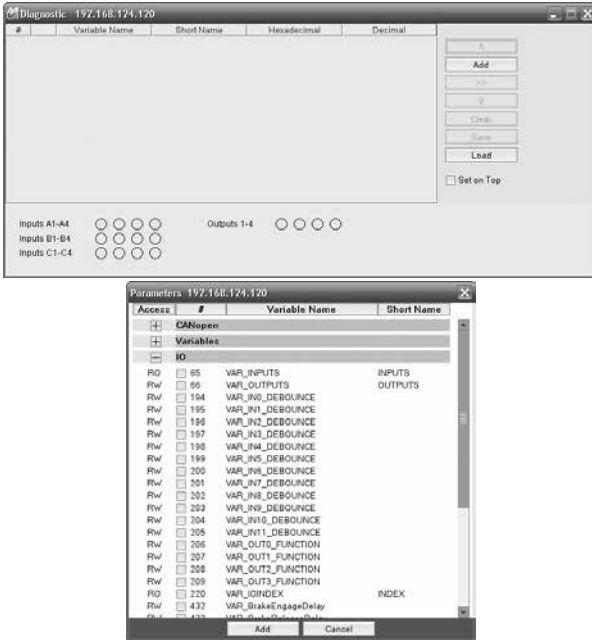 Diagnostic 192.168.124.120
# Variable Name Short Name Hexadecimal Decimal
Λ
Add
>>
V
Clear
Save
Load
Set on Top
Inputs A1-A4 Outputs 1-4
Inputs B1-B4
Inputs C1-C4
Parameters 192.168.124.120
Access # Variable Name Short Name
CANopen
Variables
IO
RO 65 VAR_INPUTS INPUTS
RW 66 VAR_OUTPUTS OUTPUTS
RW 194 VAR_IN0_DEBOUNCE
RW 195 VAR_IN1_DEBOUNCE
RW 196 VAR_IN2_DEBOUNCE
RW 197 VAR_IN3_DEBOUNCE
RW 198 VAR_IN4_DEBOUNCE
RW 199 VAR_IN5_DEBOUNCE
RW 200 VAR_IN6_DEBOUNCE
RW 201 VAR_IN7_DEBOUNCE
RW 202 VAR_IN8_DEBOUNCE
RW 203 VAR_IN9_DEBOUNCE
RW 204 VAR_IN10_DEBOUNCE
RW 205 VAR_IN11_DEBOUNCE
RW 206 VAR_OUT0_FUNCTION
RW 207 VAR_OUT1_FUNCTION
RW 208 VAR_OUT2_FUNCTION
RW 209 VAR_OUT3_FUNCTION
RO 220 VAR_IOINDEX INDEX
RW 432 VAR_BrakeEngageDelay
RW 433 VAR_BrakeReleaseDelay
Add Cancel